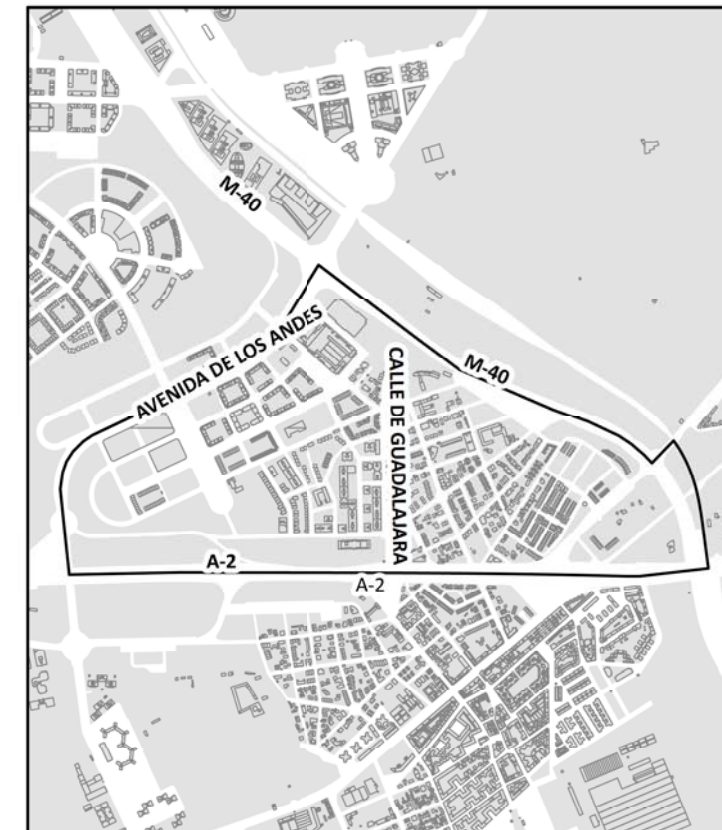 M-40
AVENIDA DE LOS ANDES
M-40
CALLE DE GUADALAJARA
A-2
A-2